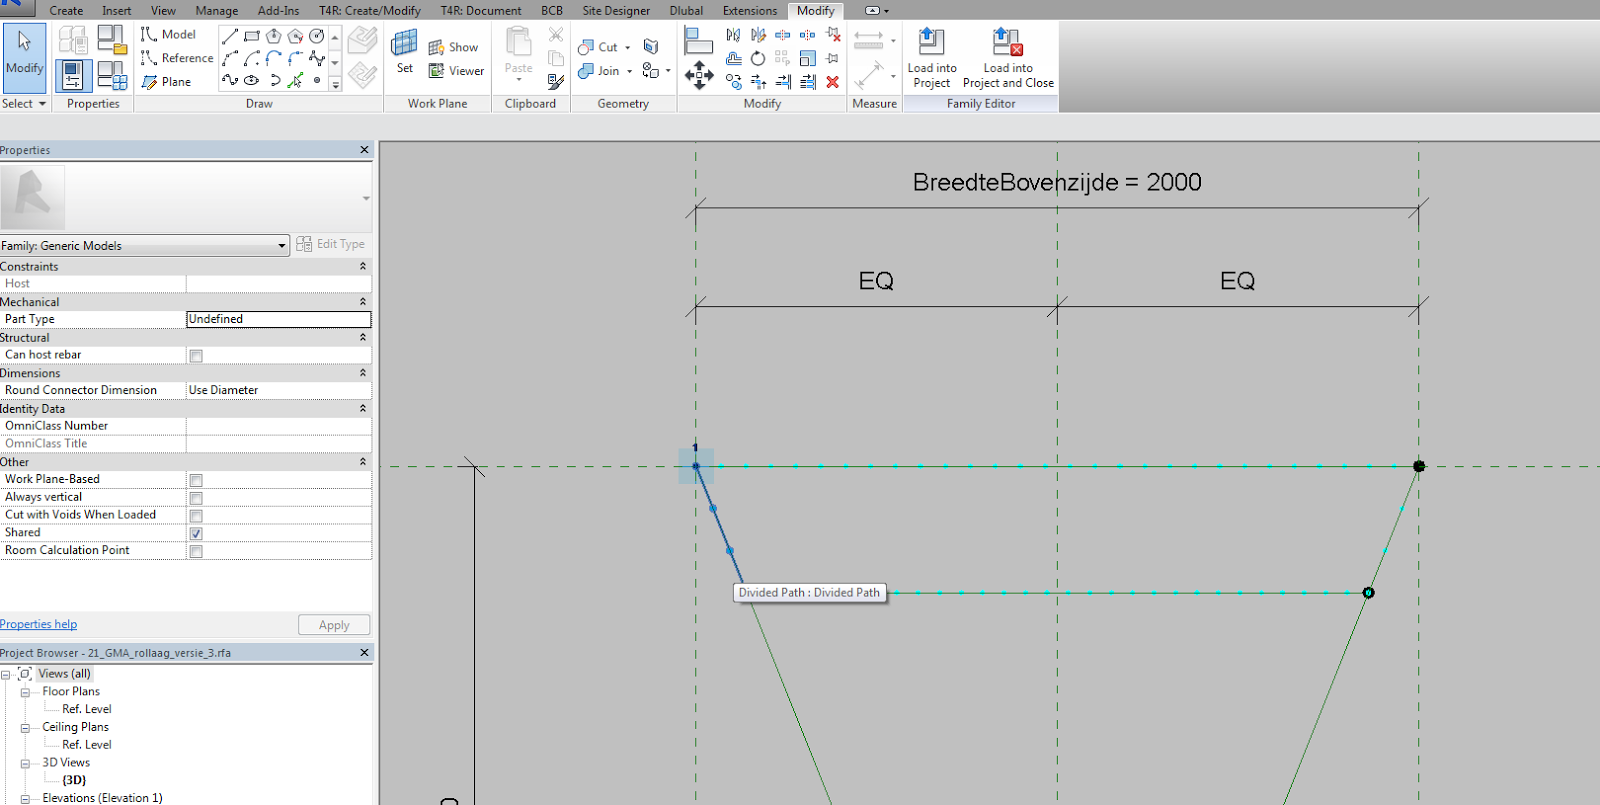 Create Insert View Manage Add-Ins T4R: Create/Modify T4R: Document BCB Site Designer Dlubal Extensions Modify
Modify
Model
Reference
Plane
Set
Show
Viewer
Paste
Cut
Join
Load into
Project
Load into
Project and Close
Select Properties Draw Work Plane Clipboard Geometry Modify Measure Family Editor
Properties
Family: Generic Models Edit Type
Constraints
Host
Mechanical
Part Type Undefined
Structural
Can host rebar
Dimensions
Round Connector Dimension Use Diameter
Identity Data
OmniClass Number
OmniClass Title
Other
Work Plane-Based
Always vertical
Cut with Voids When Loaded
Shared
Room Calculation Point
Properties help Apply
Project Browser - 21_GMA_rollaag_versie_3.rfa
Views (all)
Floor Plans
Ref. Level
Ceiling Plans
Ref. Level
3D Views
{3D}
Elevations (Elevation 1)
BreedteBovenzijde = 2000
EQ EQ
1
Divided Path : Divided Path